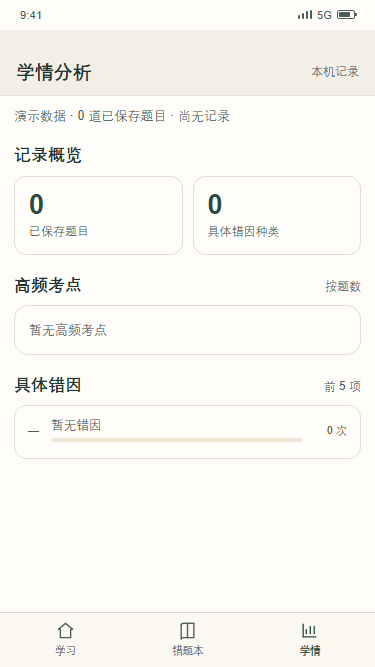 9:41 5G
学情分析 本机记录
演示数据 · 0 道已保存题目 · 尚无记录
记录概览
0 0
已保存题目 具体错因种类
高频考点 按题数
暂无高频考点
具体错因 前 5 项
— 暂无错因 0 次
学习 错题本 学情